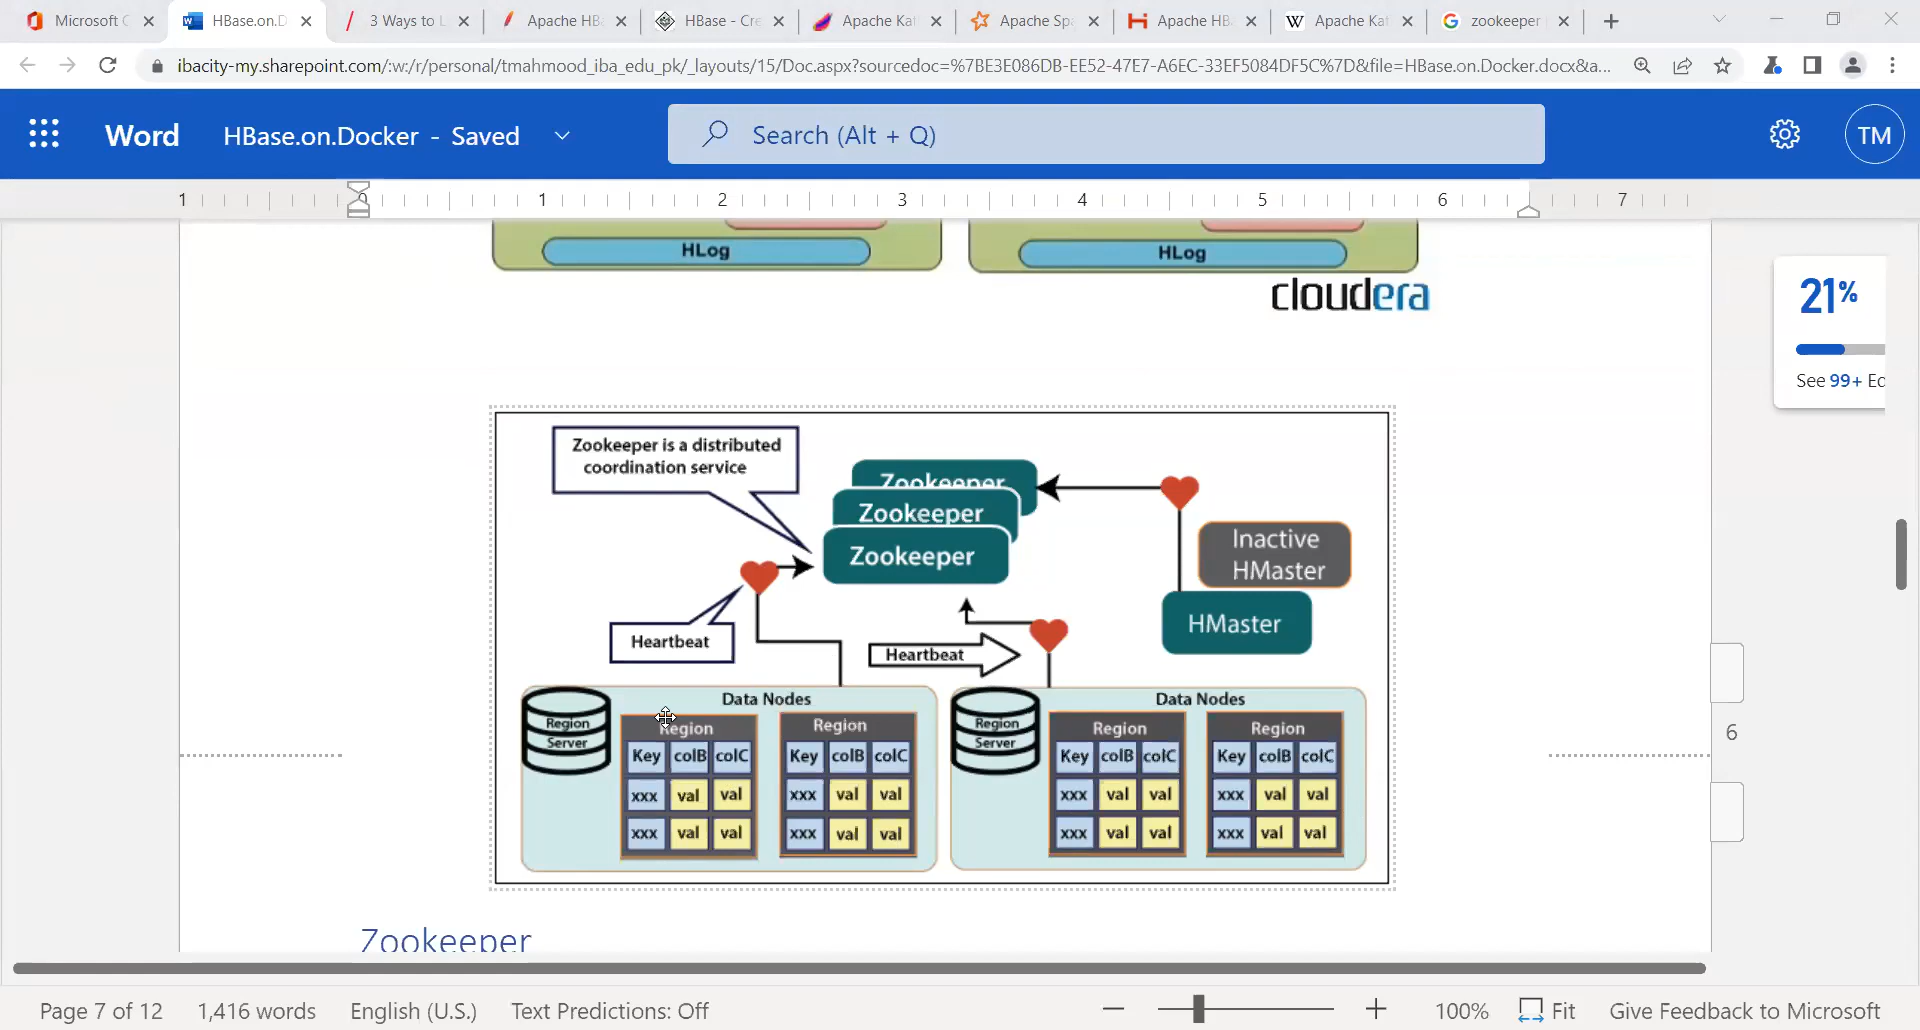 Microsoft C
HBase.on.D
3 Ways to L
Apache HB
HBase - Cre
Apache Kaf
Apache Sp
Apache HB
Apache Kaf
zookeeper
ibacity-my.sharepoint.com/:w:/r/personal/tmahmood_iba_edu_pk/_layouts/15/Doc.aspx?sourcedoc=%7BE3E086DB-EE52-47E7-A6EC-33EF5084DF5C%7D&file=HBase.on.Docker.docx&a...
Word
HBase.on.Docker - Saved
Search (Alt + Q)
TM
1 0 1 2 3 4 5 6 7
HLog
HLog
cloudera
21%
See 99+ Ed
Zookeeper is a distributed
coordination service
Zookeeper
Zookeeper
Zookeeper
Inactive
HMaster
HMaster
Heartbeat
Heartbeat
Region
Server
Data Nodes
Region
Key colB colC
xxx val val
xxx val val
Region
Key colB colC
xxx val val
xxx val val
Region
Server
Data Nodes
Region
Key colB colC
xxx val val
xxx val val
Region
Key colB colC
xxx val val
xxx val val
6
Zookeeper
Page 7 of 12
1,416 words
English (U.S.)
Text Predictions: Off
100%
Fit
Give Feedback to Microsoft